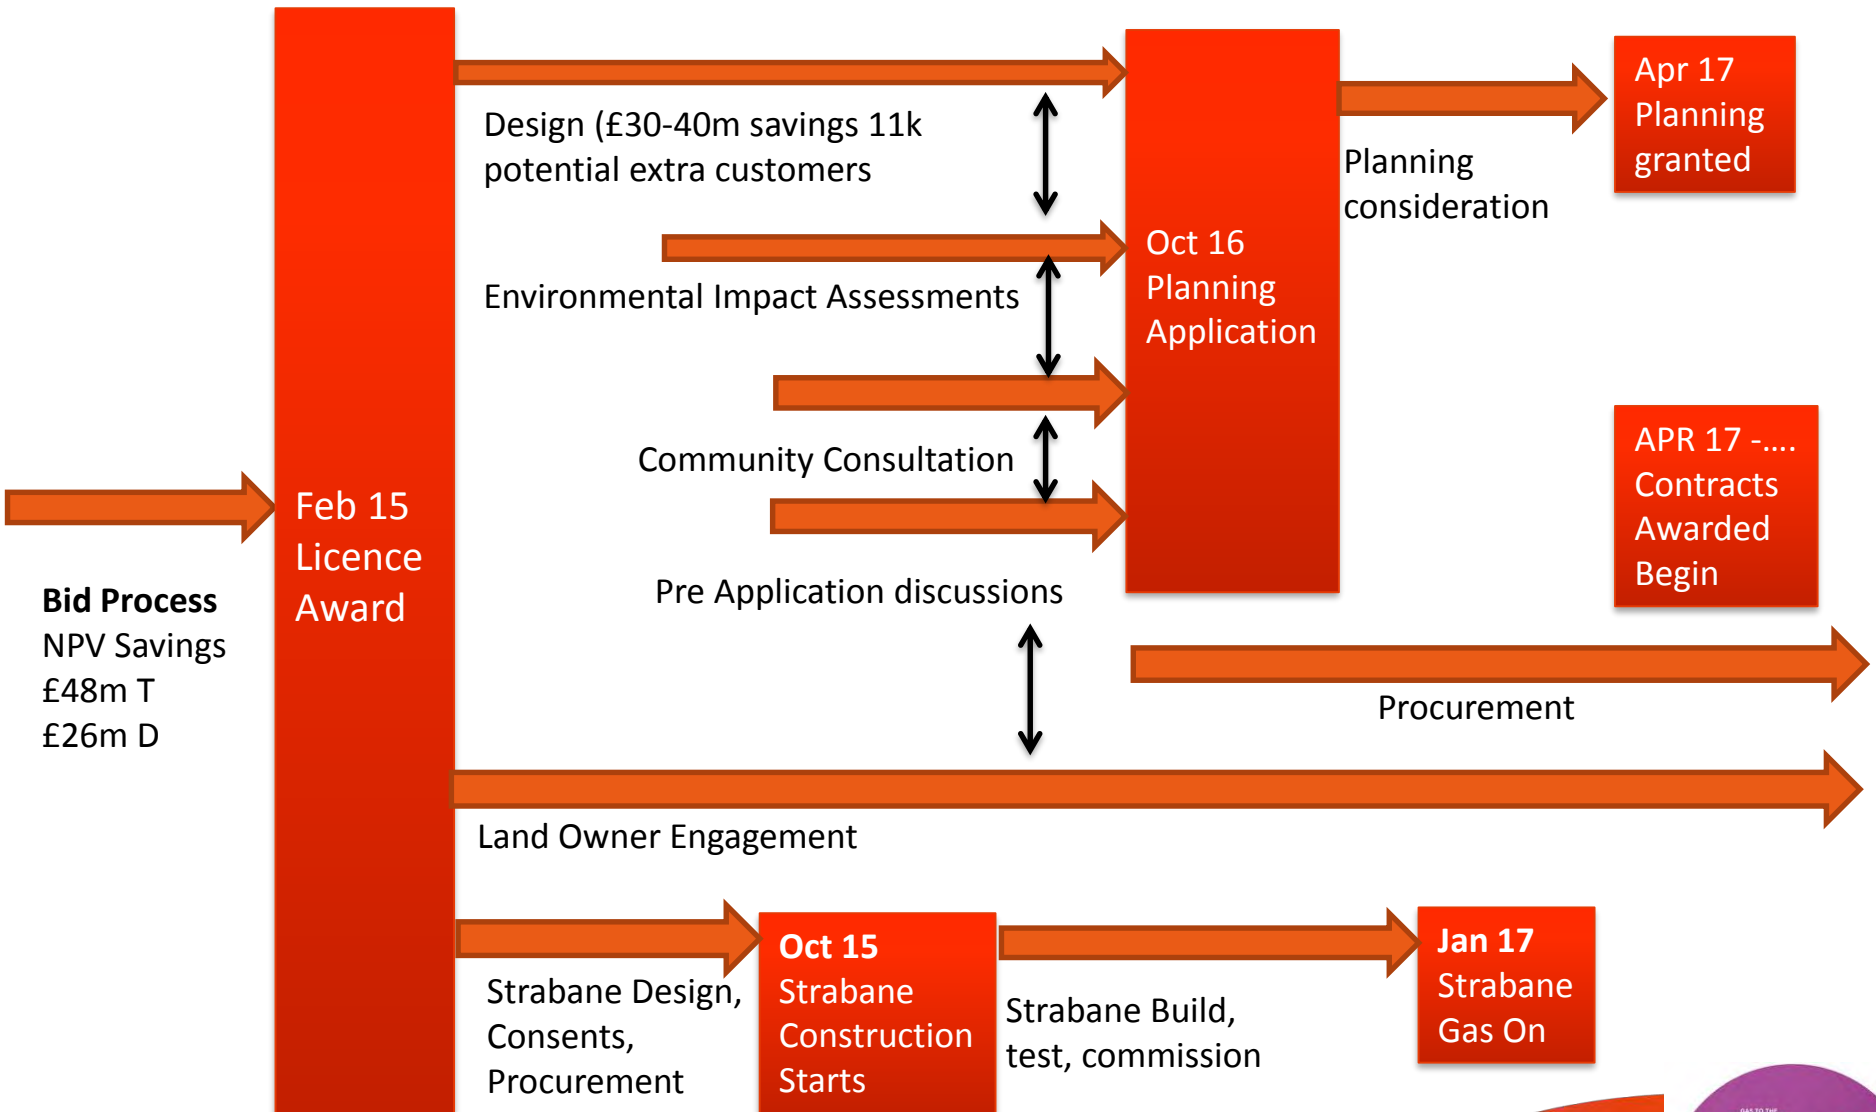 Bid Process
NPV Savings
£48m T
£26m D
Feb 15
Licence
Award
Design (£30-40m savings 11k
potential extra customers
Environmental Impact Assessments
Community Consultation
Pre Application discussions
Oct 16
Planning
Application
Planning
consideration
Apr 17
Planning
granted
APR 17 -....
Contracts
Awarded
Begin
Procurement
Land Owner Engagement
Strabane Design,
Consents,
Procurement
Oct 15
Strabane
Construction
Starts
Strabane Build,
test, commission
Jan 17
Strabane
Gas On
GAS TO THE